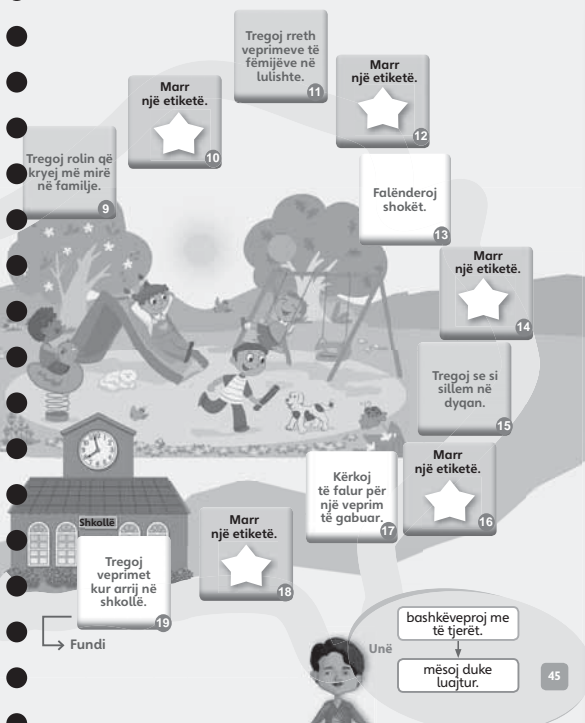 Tregoj rolin që
kryej më mirë
në familje.
9
Marr
një etiketë.
10
Tregoj rreth
veprimeve të
fëmijëve në
lulishte.
11
Marr
një etiketë.
12
Falënderoj
shokët.
13
Marr
një etiketë.
14
Tregoj se si
sillem në
dyqan.
15
Marr
një etiketë.
16
Kërkoj
të falur për
një veprim
të gabuar.
17
Marr
një etiketë.
18
Shkollë
Tregoj
veprimet
kur arrij në
shkollë.
19
Fundi
Unë
bashkëveproj me
të tjerët.
mësoj duke
luajtur.
45